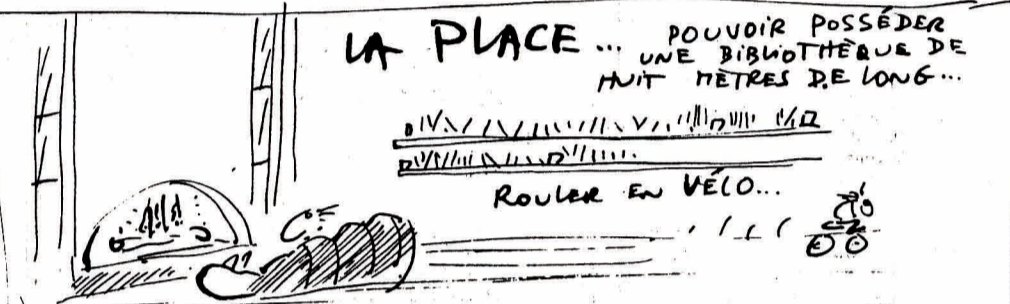 LA PLACE...
POUVOIR POSSÉDER
UNE BIBLIOTHÈQUE DE
HUIT MÈTRES DE LONG...
ROULER EN VÉLO...